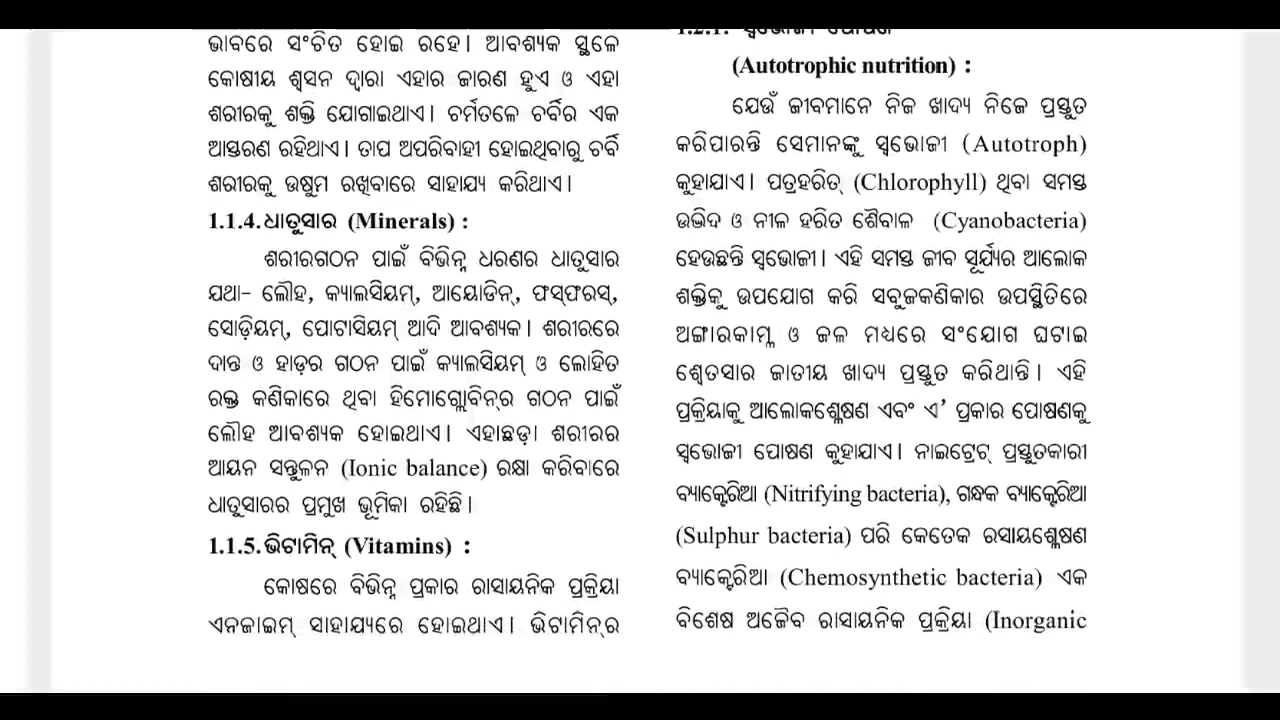 ଭାବରେ ସଂଚିତ ହୋଇ ରହେ। ଆବଶ୍ୟକ ସ୍ଥଳେ
କୋଷୀୟ ଶ୍ୱସନ ଦ୍ୱାରା ଏହାର ଜାରଣ ହୁଏ ଓ ଏହା
ଶରୀରକୁ ଶକ୍ତି ଯୋଗାଇଥାଏ। ଚର୍ମତଳେ ଚର୍ବିର ଏକ
ଆସ୍ତରଣ ରହିଥାଏ। ତାପ ଅପରିବାହୀ ହୋଇଥିବାରୁ ଚର୍ବି
ଶରୀରକୁ ଉଷୁମ ରଖିବାରେ ସାହାଯ୍ୟ କରିଥାଏ।
1.1.4. ଧାତୁସାର (Minerals) :
ଶରୀରଗଠନ ପାଇଁ ବିଭିନ୍ନ ଧରଣର ଧାତୁସାର
ଯଥା- ଲୌହ, କ୍ୟାଲସିୟମ୍, ଆୟୋଡିନ୍, ଫସ୍‌ଫରସ୍,
ସୋଡ଼ିୟମ୍, ପୋଟାସିୟମ୍ ଆଦି ଆବଶ୍ୟକ। ଶରୀରରେ
ଦାନ୍ତ ଓ ହାଡ଼ର ଗଠନ ପାଇଁ କ୍ୟାଲସିୟମ୍ ଓ ଲୋହିତ
ରକ୍ତ କଣିକାରେ ଥିବା ହିମୋଗ୍ଲୋବିନ୍‌ର ଗଠନ ପାଇଁ
ଲୌହ ଆବଶ୍ୟକ ହୋଇଥାଏ। ଏହାଛଡ଼ା ଶରୀରର
ଆୟନ ସନ୍ତୁଳନ (Ionic balance) ରକ୍ଷା କରିବାରେ
ଧାତୁସାରର ପ୍ରମୁଖ ଭୂମିକା ରହିଛି।
1.1.5. ଭିଟାମିନ୍ (Vitamins) :
କୋଷରେ ବିଭିନ୍ନ ପ୍ରକାର ରାସାୟନିକ ପ୍ରକ୍ରିୟା
ଏନଜାଇମ୍ ସାହାଯ୍ୟରେ ହୋଇଥାଏ। ଭିଟାମିନ୍‌ର
1.2.1. ସ୍ୱଭୋଜୀ ପୋଷଣ
(Autotrophic nutrition) :
ଯେଉଁ ଜୀବମାନେ ନିଜ ଖାଦ୍ୟ ନିଜେ ପ୍ରସ୍ତୁତ
କରିପାରନ୍ତି ସେମାନଙ୍କୁ ସ୍ୱଭୋଜୀ (Autotroph)
କୁହାଯାଏ। ପତ୍ରହରିତ୍ (Chlorophyll) ଥିବା ସମସ୍ତ
ଉଦ୍ଭିଦ ଓ ନୀଳ ହରିତ ଶୈବାଳ (Cyanobacteria)
ହେଉଛନ୍ତି ସ୍ୱଭୋଜୀ। ଏହି ସମସ୍ତ ଜୀବ ସୂର୍ଯ୍ୟର ଆଲୋକ
ଶକ୍ତିକୁ ଉପଯୋଗ କରି ସବୁଜକଣିକାର ଉପସ୍ଥିତିରେ
ଅଙ୍ଗାରକାମ୍ଳ ଓ ଜଳ ମଧ୍ୟରେ ସଂଯୋଗ ଘଟାଇ
ଶ୍ୱେତସାର ଜାତୀୟ ଖାଦ୍ୟ ପ୍ରସ୍ତୁତ କରିଥାନ୍ତି। ଏହି
ପ୍ରକ୍ରିୟାକୁ ଆଲୋକଶ୍ଳେଷଣ ଏବଂ ଏ’ ପ୍ରକାର ପୋଷଣକୁ
ସ୍ୱଭୋଜୀ ପୋଷଣ କୁହାଯାଏ। ନାଇଟ୍ରେଟ୍ ପ୍ରସ୍ତୁତକାରୀ
ବ୍ୟାକ୍ଟେରିଆ (Nitrifying bacteria), ଗନ୍ଧକ ବ୍ୟାକ୍ଟେରିଆ
(Sulphur bacteria) ପରି କେତେକ ରସାୟଶ୍ଳେଷଣ
ବ୍ୟାକ୍ଟେରିଆ (Chemosynthetic bacteria) ଏକ
ବିଶେଷ ଅଜୈବ ରାସାୟନିକ ପ୍ରକ୍ରିୟା (Inorganic